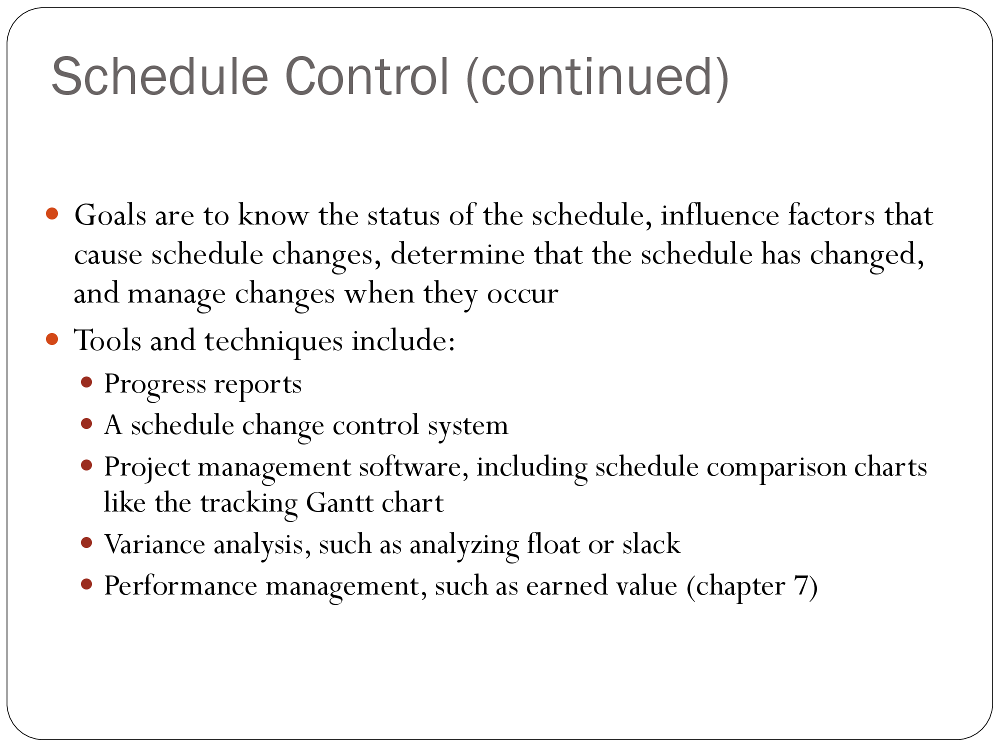 Schedule Control (continued)
Goals are to know the status of the schedule, influence factors that
cause schedule changes, determine that the schedule has changed,
and manage changes when they occur
Tools and techniques include:
Progress reports
A schedule change control system
Project management software, including schedule comparison charts
like the tracking Gantt chart
Variance analysis, such as analyzing float or slack
Performance management, such as earned value (chapter 7)